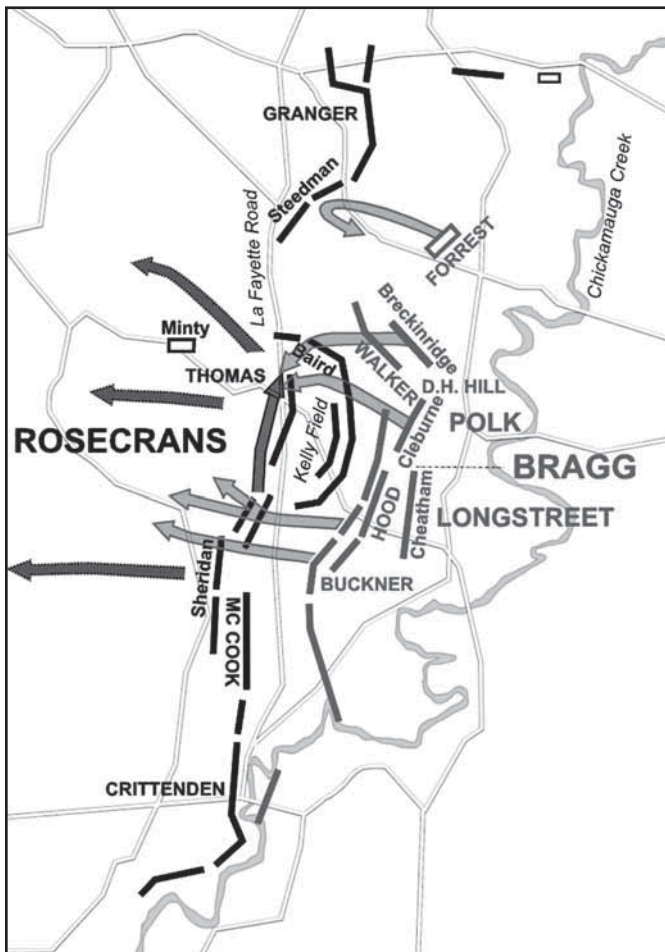 GRANGER
Steedman
La Fayette Road
Chickamauga Creek
FORREST
Minty
THOMAS
Baird
Breckinridge
WALKER
D.H. HILL
Cleburne
POLK
ROSECRANS
Kelly Field
BRAGG
HOOD
Cheatham
LONGSTREET
BUCKNER
Sheridan
MC COOK
CRITTENDEN